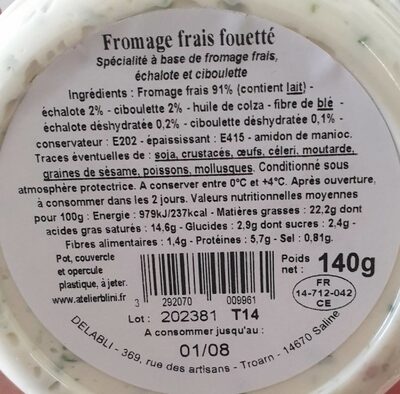 Fromage frais fouetté
Spécialité à base de fromage frais,
échalote et ciboulette
Ingrédients : Fromage frais 91% (contient lait) -
échalote 2% - ciboulette 2% - huile de colza - fibre de blé -
échalote déshydratée 0,2% - ciboulette déshydratée 0,1% -
conservateur : E202 - épaississant : E415 - amidon de manioc.
Traces éventuelles de : soja, crustacés, œufs, céleri, moutarde,
graines de sésame, poissons, mollusques. Conditionné sous
atmosphère protectrice. A conserver entre 0°C et +4°C. Après ouverture,
à consommer dans les 2 jours. Valeurs nutritionnelles moyennes
pour 100g : Energie : 979kJ/237kcal - Matières grasses : 22,2g dont
acides gras saturés : 14,6g - Glucides : 2,9g dont sucres : 2,4g -
Fibres alimentaires : 1,4g - Protéines : 5,7g - Sel : 0,81g.
Pot, couvercle
et opercule
plastique, à jeter.
www.atelierblini.fr
3 292070 009961
Poids
net : 140g
FR
14-712-042
CE
Lot : 202381 T14
A consommer jusqu'au :
01/08
DELABLI - 369, rue des artisans - Troarn - 14670 Saline